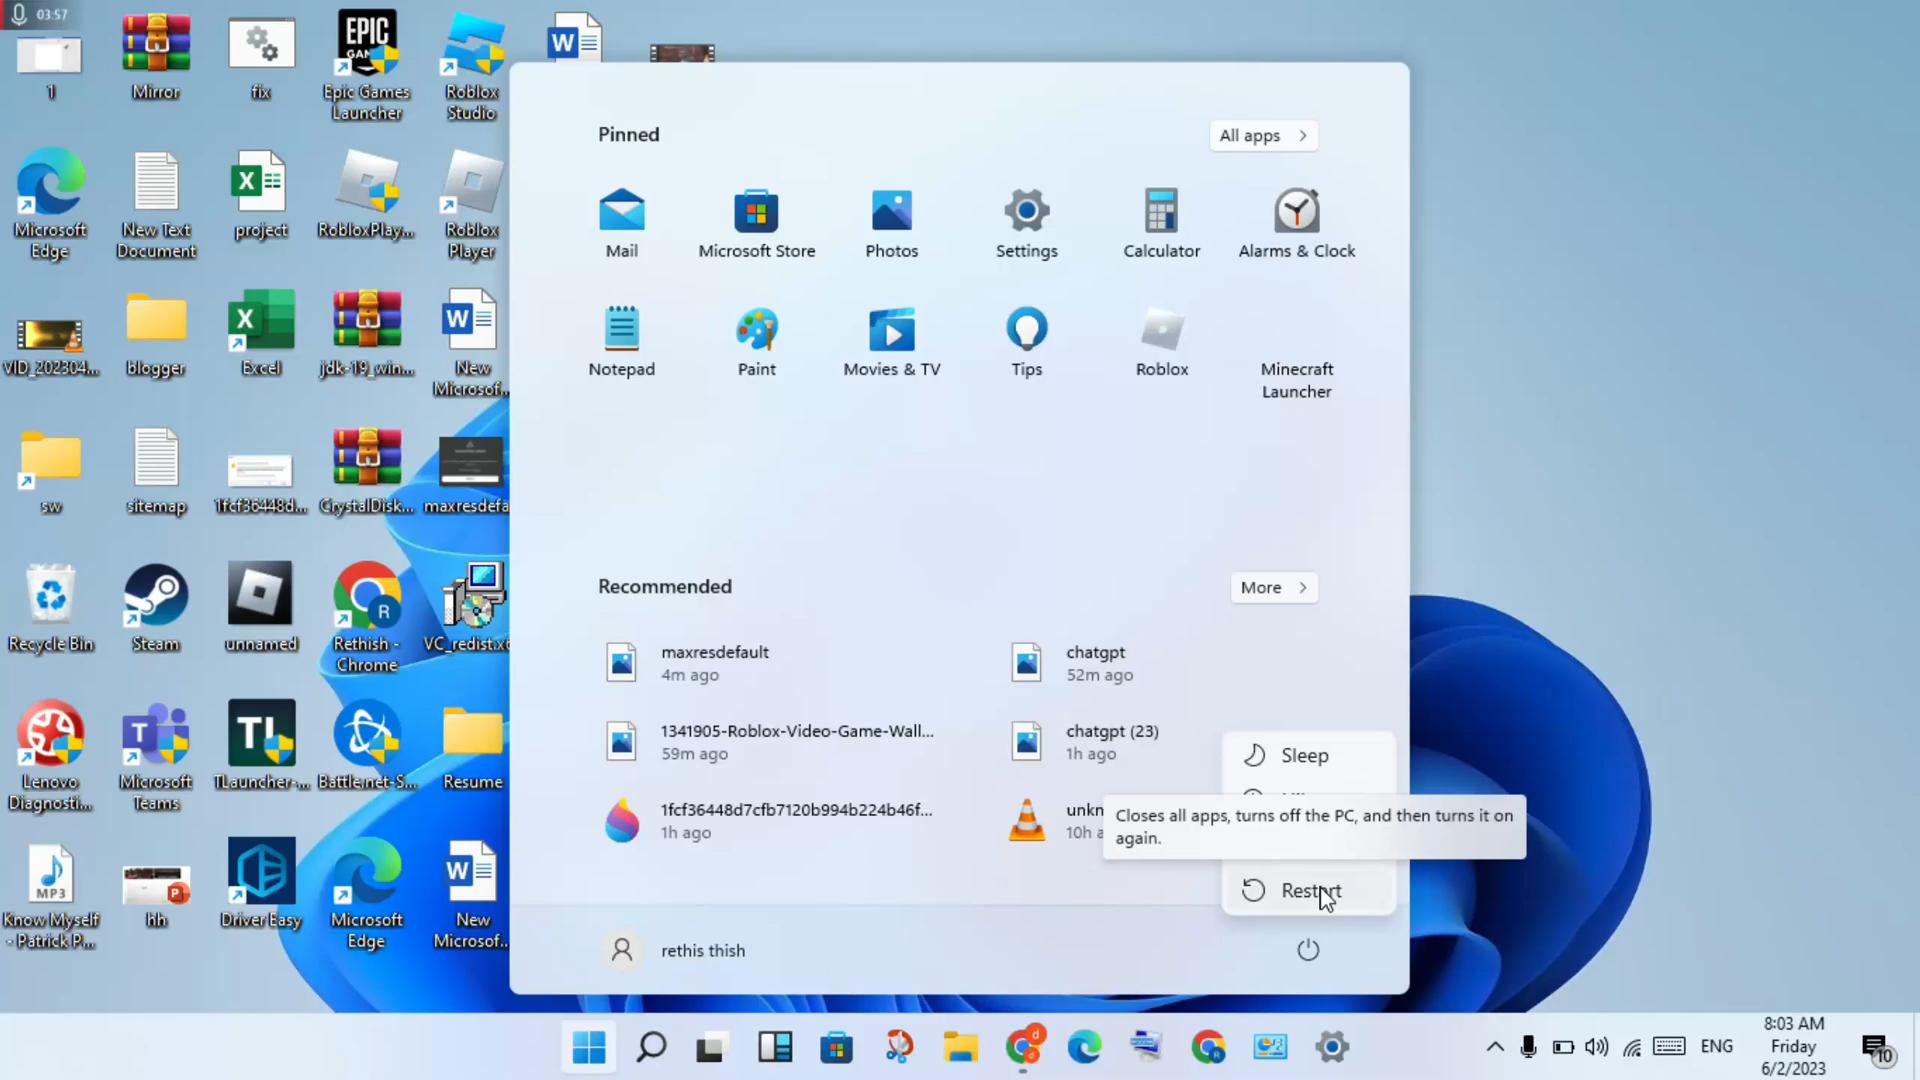 03:57
1
Mirror
fix
Epic Games
Launcher
Roblox
Studio
EPIC
W
Microsoft
Edge
New Text
Document
project
RobloxPlay...
Roblox
Player
VID_202304...
blogger
Excel
jdk-19_win...
New
Microsof...
sw
sitemap
1fcf36448d...
CrystalDisk...
maxresdefa
Recycle Bin
Steam
unnamed
Rethish -
Chrome
VC_redist.x6
Lenovo
Diagnosti...
Microsoft
Teams
TLauncher-...
Battle.net-S...
Resume
MP3
Know Myself
- Patrick P...
hh
Driver Easy
Microsoft
Edge
New
Microsof...
Pinned
All apps
Mail
Microsoft Store
Photos
Settings
Calculator
Alarms & Clock
Notepad
Paint
Movies & TV
Tips
Roblox
Minecraft
Launcher
Recommended
More
maxresdefault
4m ago
chatgpt
52m ago
1341905-Roblox-Video-Game-Wall...
59m ago
chatgpt (23)
1h ago
1fcf36448d7cfb7120b994b224b46f...
1h ago
unkn
10h a
Sleep
Closes all apps, turns off the PC, and then turns it on
again.
Restart
rethis thish
ENG
8:03 AM
Friday
6/2/2023
10